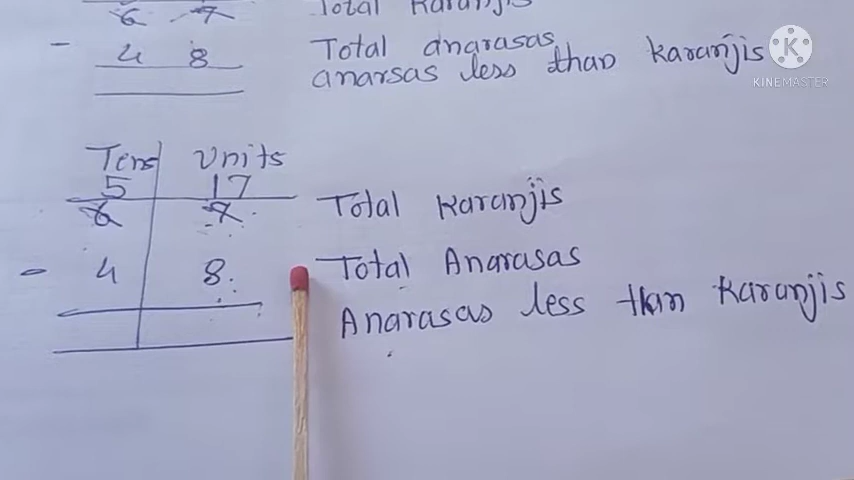 6 7 Total Karanjis
- 4 8 Total anarasas
anarsas less than karanjis
KINEMASTER
Tens Units
5 17
6 7 Total Karanjis
- 4 8 Total Anarasas
Anarasas less than Karanjis